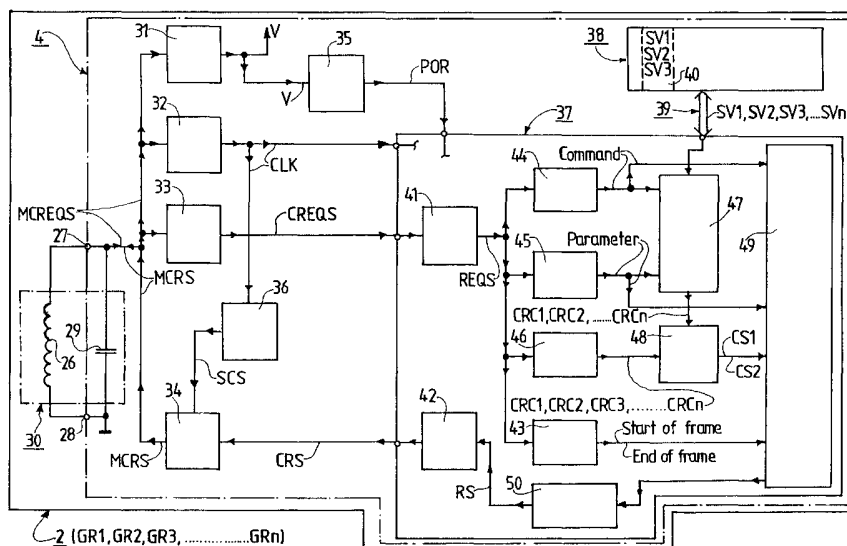 4
31
V
35
POR
V
38
SV1
SV2
SV3
40
39
SV1, SV2, SV3, ....SVn
37
32
CLK
MCREQS
33
CREQS
27
MCRS
36
41
REQS
44
Command
47
49
45
Parameter
CRC1, CRC2, ......CRCn
46
48
CS1
CS2
CRC1, CRC2, CRC3, ........CRCn
29
26
30
28
SCS
34
MCRS
CRS
42
43
Start of frame
End of frame
RS
50
2 (GR1, GR2, GR3, ................GRn)